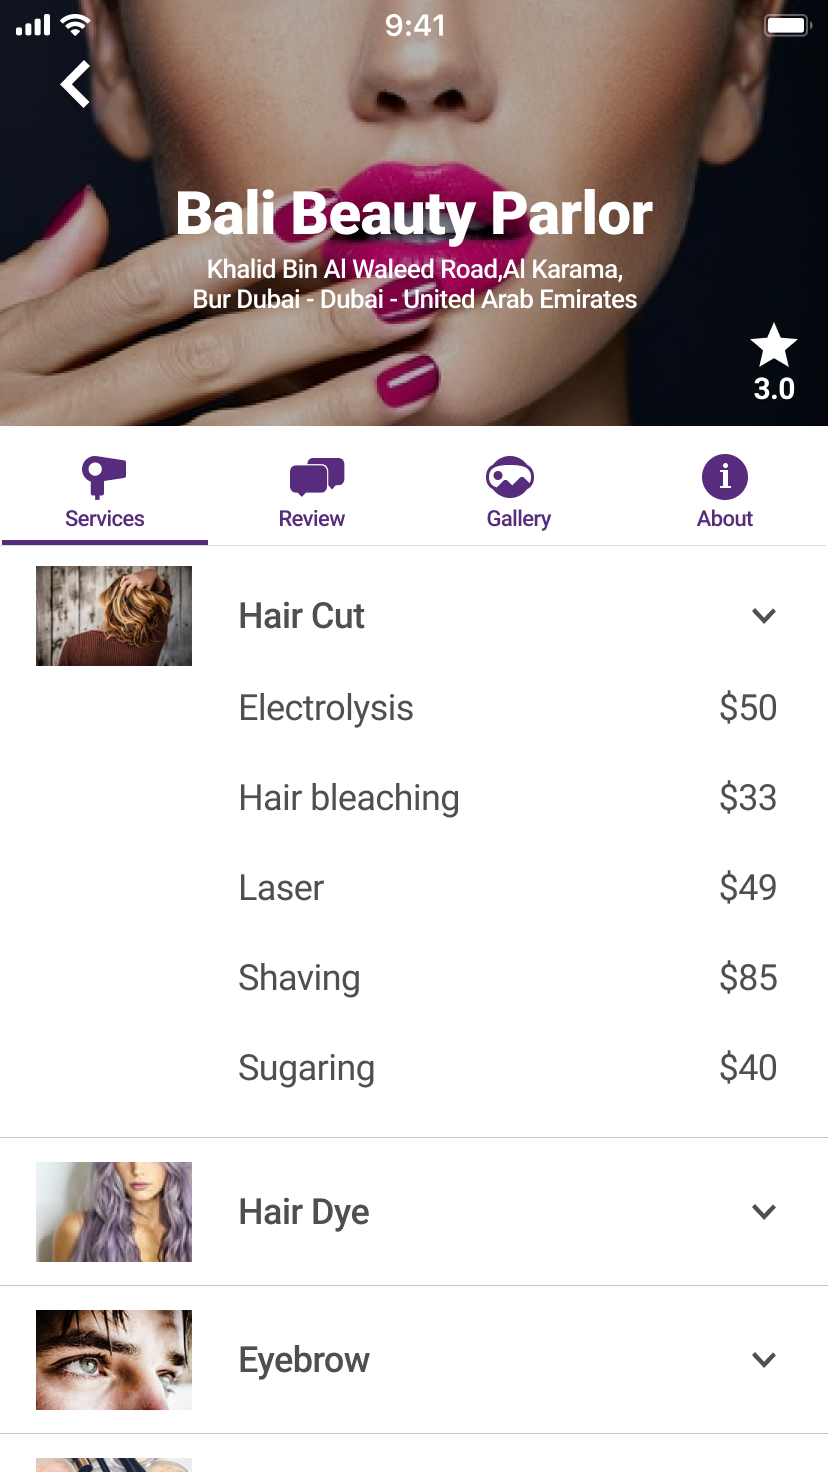 9:41
Bali Beauty Parlor
Khalid Bin Al Waleed Road,Al Karama,
Bur Dubai - Dubai - United Arab Emirates
3.0
Services
Review
Gallery
About
Hair Cut
Electrolysis $50
Hair bleaching $33
Laser $49
Shaving $85
Sugaring $40
Hair Dye
Eyebrow